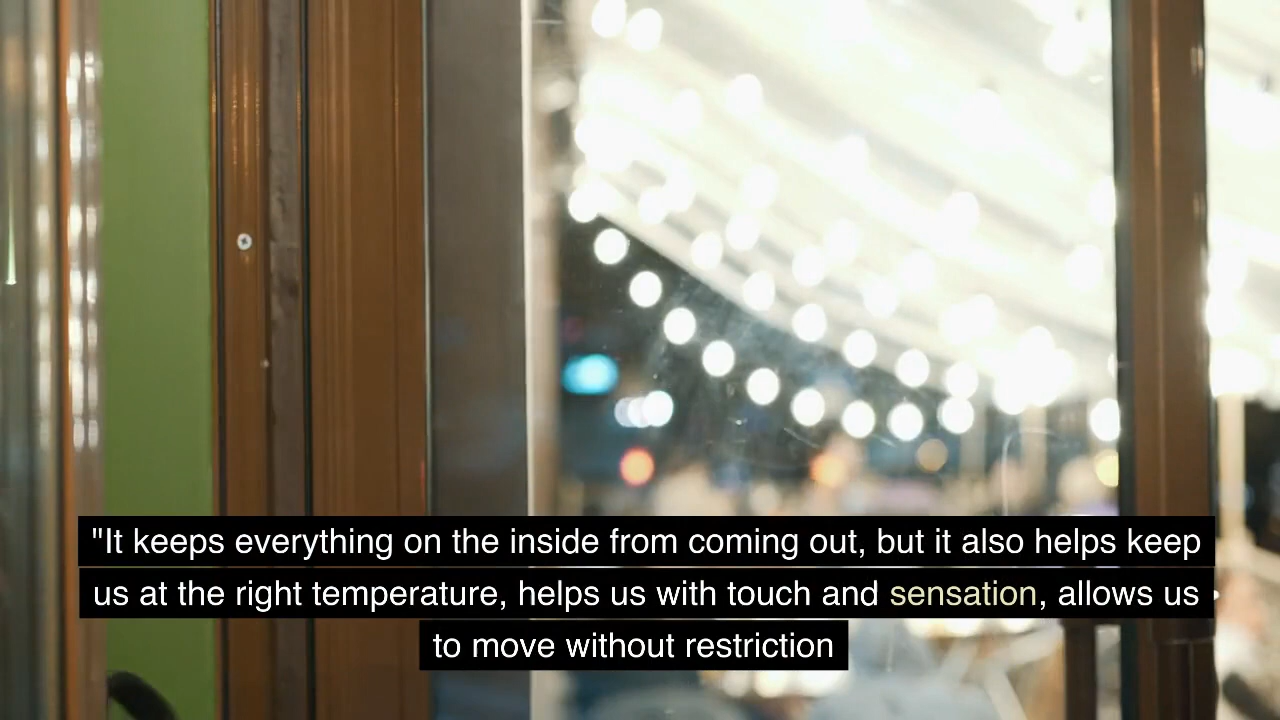 "It keeps everything on the inside from coming out, but it also helps keep
us at the right temperature, helps us with touch and sensation, allows us
to move without restriction